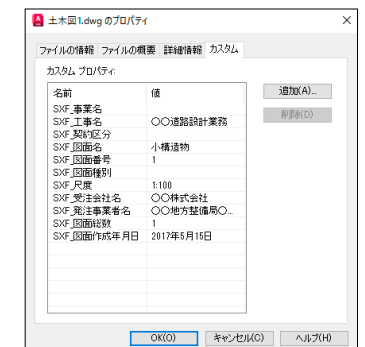 土木図1.dwg のプロパティ
ファイルの情報 ファイルの概要 詳細情報 カスタム
カスタム プロパティ:
名前 値
追加(A)...
SXF_事業名
SXF_工事名 〇〇道路設計業務
削除(D)
SXF_契約区分
SXF_図面名 小構造物
SXF_図面番号 1
SXF_図面種別
SXF_尺度 1:100
SXF_受注会社名 〇〇株式会社
SXF_発注事業者名 〇〇地方整備局〇...
SXF_図面総数 1
SXF_図面作成年月日 2017年5月15日
OK(O) キャンセル(C) ヘルプ(H)